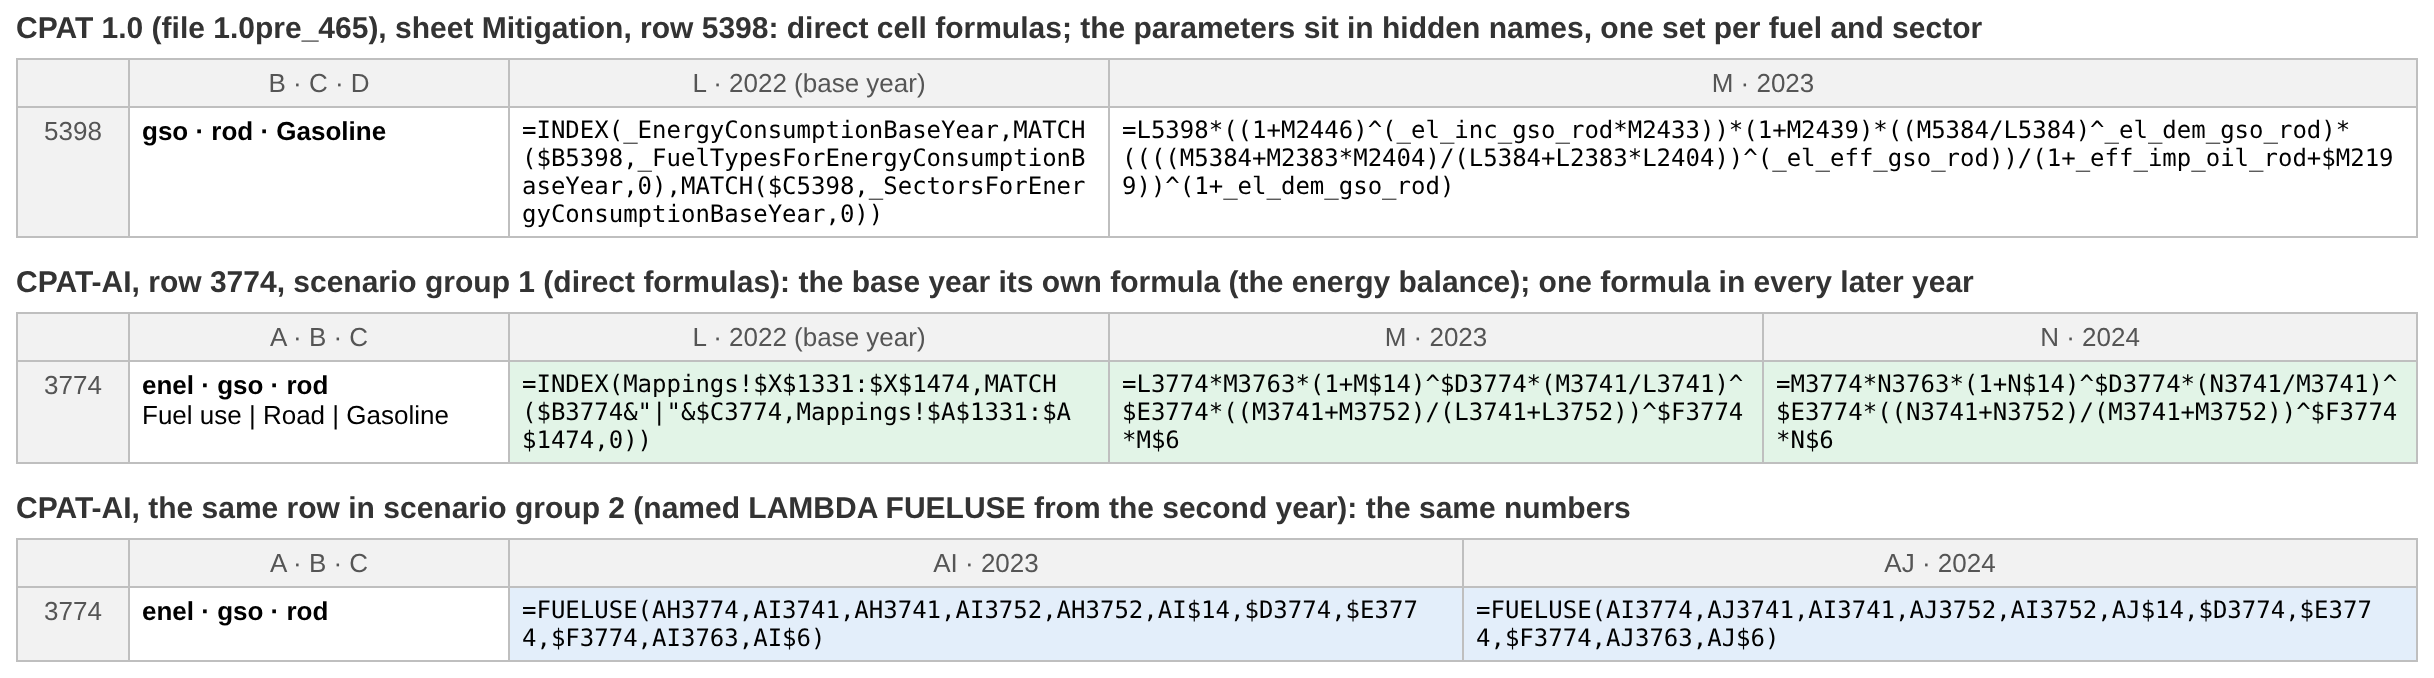 CPAT 1.0 (file 1.0pre_465), sheet Mitigation, row 5398: direct cell formulas; the parameters sit in hidden names, one set per fuel and sector
B · C · D
L · 2022 (base year)
M · 2023
5398
gso · rod · Gasoline
=INDEX(_EnergyConsumptionBaseYear,MATCH
($B5398,_FuelTypesForEnergyConsumptionB
aseYear,0),MATCH($C5398,_SectorsForEner
gyConsumptionBaseYear,0))
=L5398*((1+M2446)^(_el_inc_gso_rod*M2433))*(1+M2439)*((M5384/L5384)^_el_dem_gso_rod)*
((((M5384+M2383*M2404)/(L5384+L2383*L2404))^(_el_eff_gso_rod))/(1+_eff_imp_oil_rod+$M219
9))^(1+_el_dem_gso_rod)
CPAT-AI, row 3774, scenario group 1 (direct formulas): the base year its own formula (the energy balance); one formula in every later year
A · B · C
L · 2022 (base year)
M · 2023
N · 2024
3774
enel · gso · rod
Fuel use | Road | Gasoline
=INDEX(Mappings!$X$1331:$X$1474,MATCH
($B3774&"|"&$C3774,Mappings!$A$1331:$A
$1474,0))
=L3774*M3763*(1+M$14)^$D3774*(M3741/L3741)^
$E3774*((M3741+M3752)/(L3741+L3752))^$F3774
*M$6
=M3774*N3763*(1+N$14)^$D3774*(N3741/M3741)^
$E3774*((N3741+N3752)/(M3741+M3752))^$F3774
*N$6
CPAT-AI, the same row in scenario group 2 (named LAMBDA FUELUSE from the second year): the same numbers
A · B · C
AI · 2023
AJ · 2024
3774
enel · gso · rod
=FUELUSE(AH3774,AI3741,AH3741,AI3752,AH3752,AI$14,$D3774,$E377
4,$F3774,AI3763,AI$6)
=FUELUSE(AI3774,AJ3741,AI3741,AJ3752,AI3752,AJ$14,$D3774,$E377
4,$F3774,AJ3763,AJ$6)